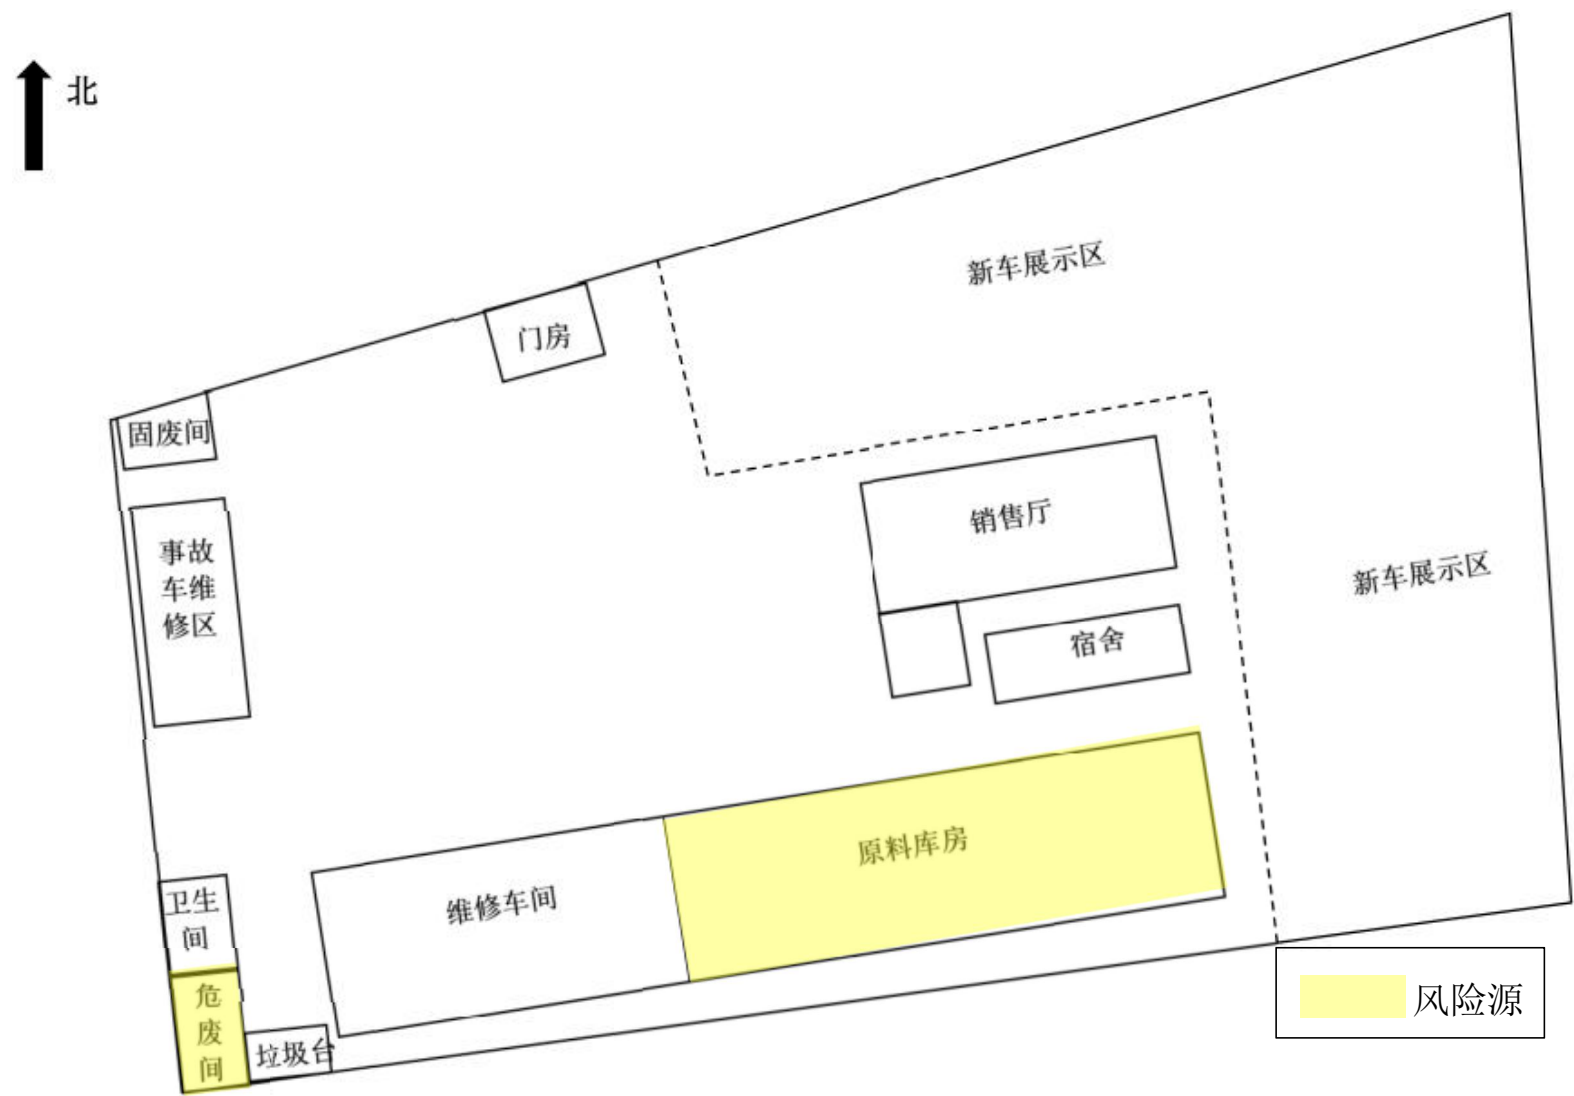 北
新车展示区
门房
固废间
销售厅
事故
车维
修区
新车展示区
宿舍
原料库房
维修车间
卫生
间
危
废
间
垃圾台
风险源